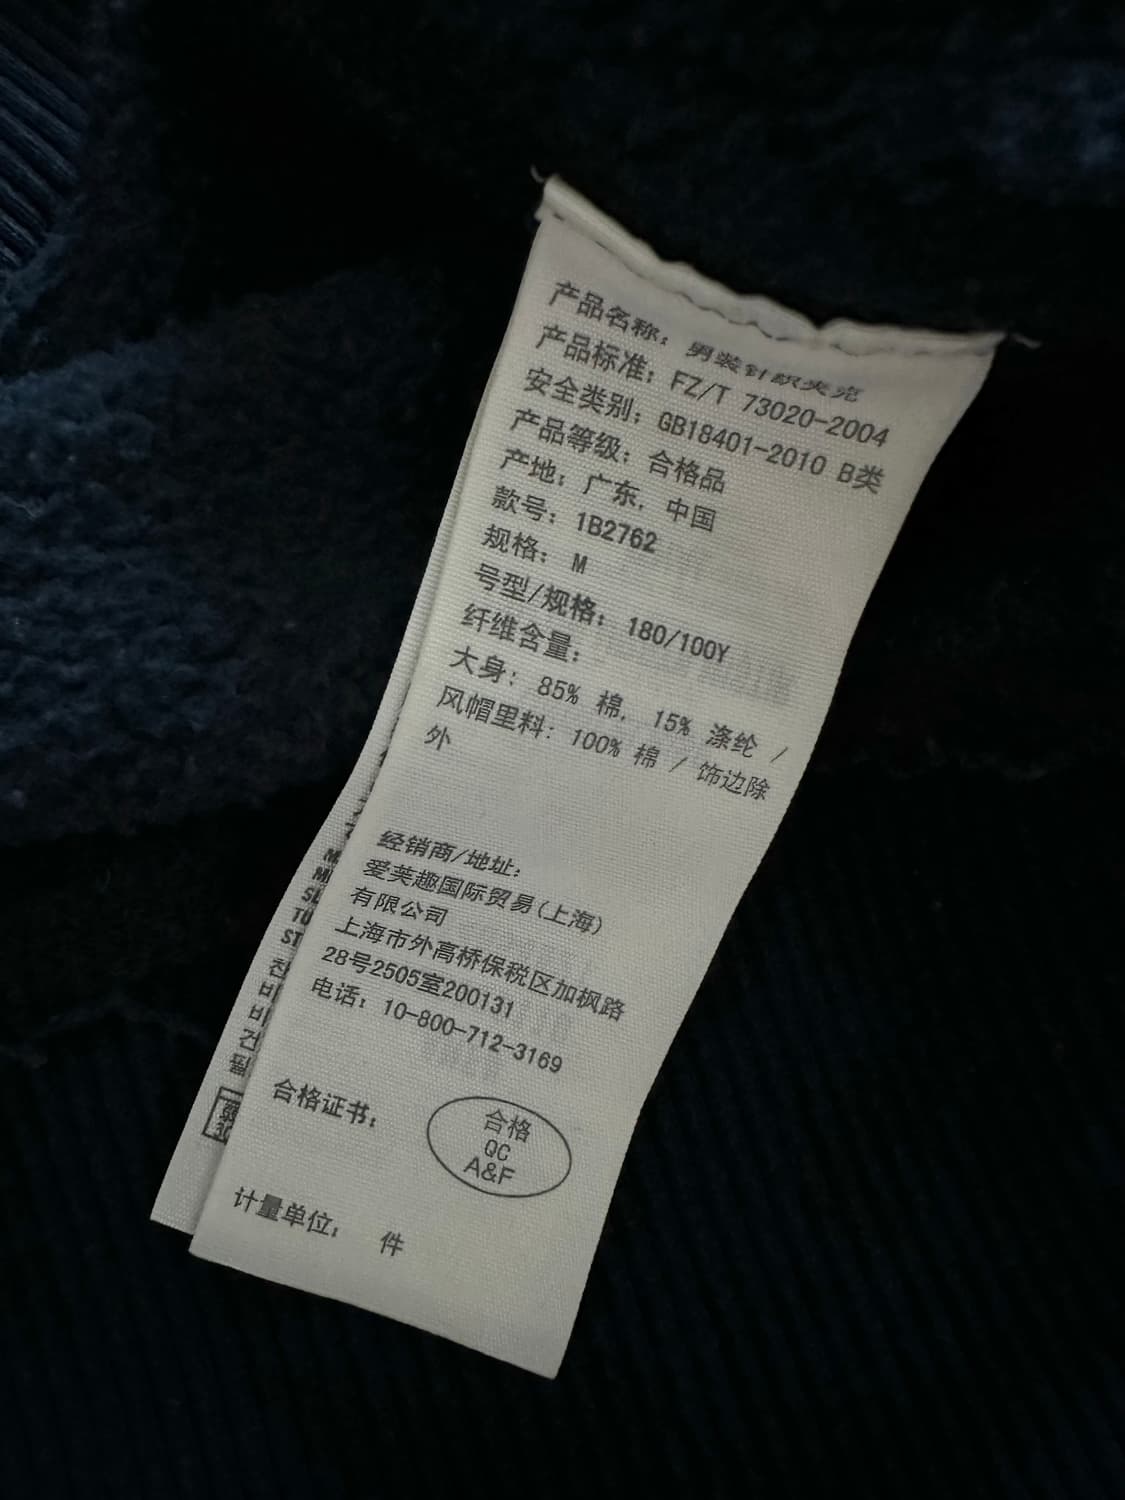 产品名称: 男装针织夹克
产品标准: FZ/T 73020-2004
安全类别: GB18401-2010 B类
产品等级: 合格品
产地: 广东, 中国
款号: 1B2762
规格: M
号型/规格: 180/100Y
纤维含量:
大身: 85% 棉, 15% 涤纶 /
风帽里料: 100% 棉 / 饰边除
外
经销商/地址:
爱芙趣国际贸易(上海)
有限公司
上海市外高桥保税区加枫路
28号2505室200131
电话: 10-800-712-3169
合格证书:
合格
QC
A&F
计量单位: 件